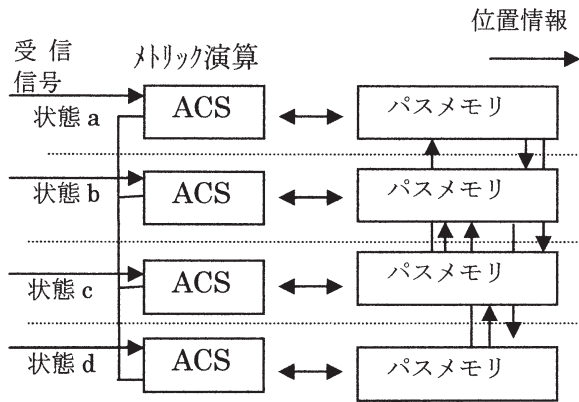 位置情報
受 信
信号
メトリック演算
状態 a
ACS
パスメモリ
状態 b
ACS
パスメモリ
状態 c
ACS
パスメモリ
状態 d
ACS
パスメモリ